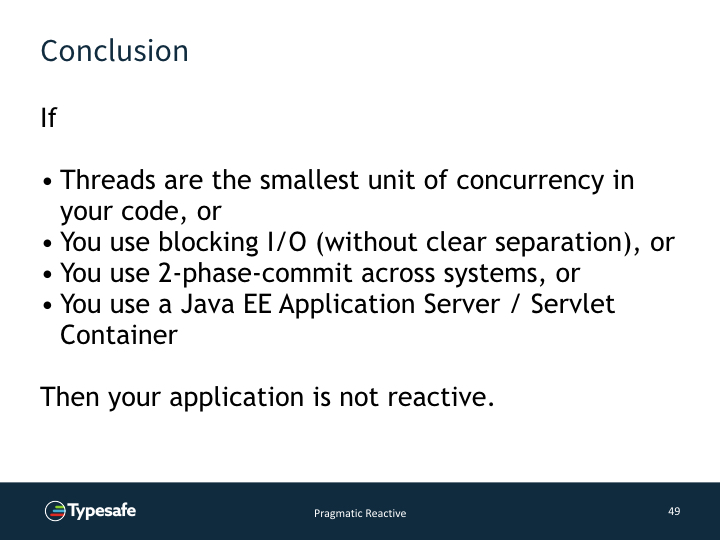 Conclusion
If
• Threads are the smallest unit of concurrency in
your code, or
• You use blocking I/O (without clear separation), or
• You use 2-phase-commit across systems, or
• You use a Java EE Application Server / Servlet
Container
Then your application is not reactive.
Typesafe
Pragmatic Reactive
49